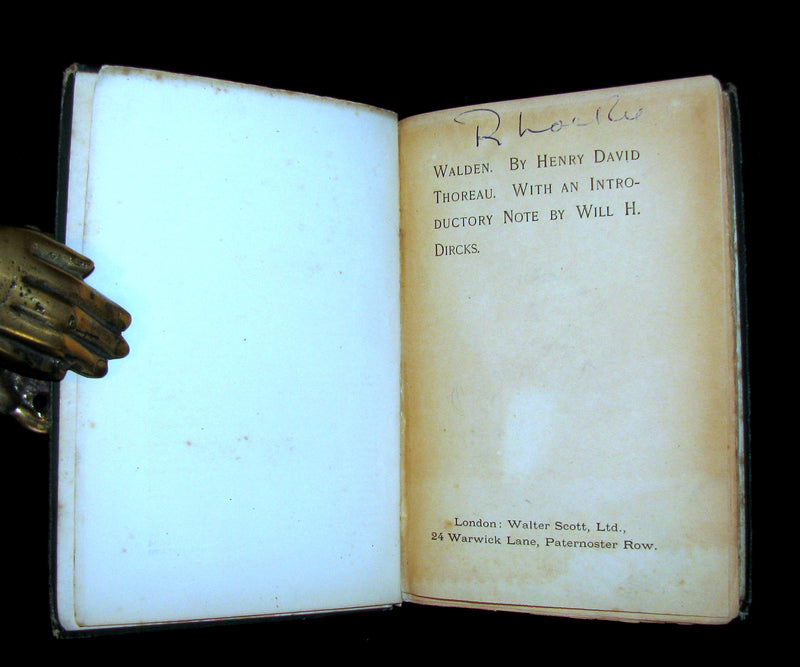 WALDEN. BY HENRY DAVID
THOREAU. WITH AN INTRO-
DUCTORY NOTE BY WILL H.
DIRCKS.
London: Walter Scott, Ltd.,
24 Warwick Lane, Paternoster Row.